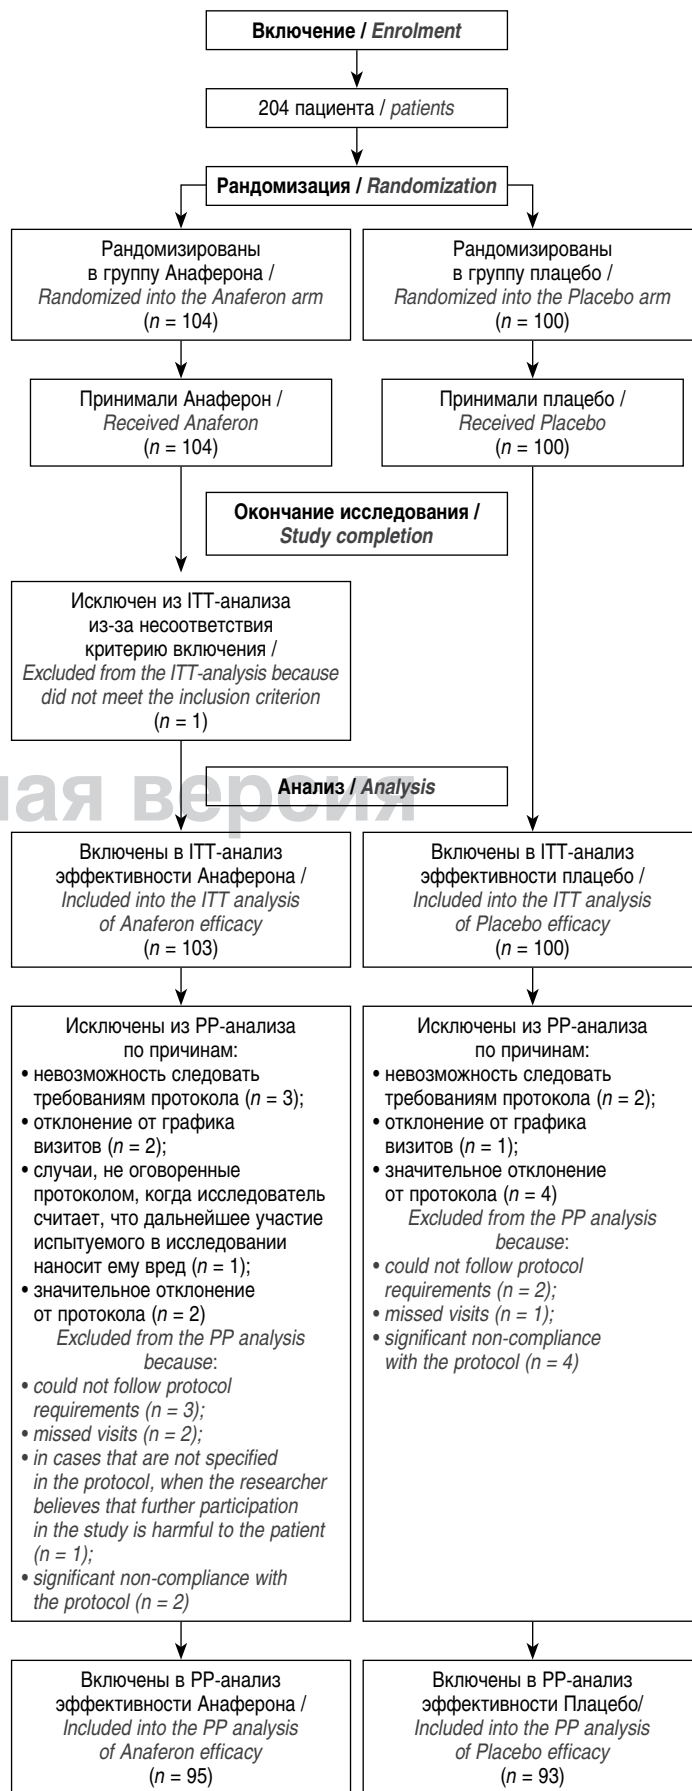 Включение / Enrolment
204 пациента / patients
Рандомизация / Randomization
Рандомизированы
в группу Анаферона /
Randomized into the Anaferon arm
(n = 104)
Рандомизированы
в группу плацебо /
Randomized into the Placebo arm
(n = 100)
Принимали Анаферон /
Received Anaferon
(n = 104)
Принимали плацебо /
Received Placebo
(n = 100)
Окончание исследования /
Study completion
Исключен из ITT-анализа
из-за несоответствия
критерию включения /
Excluded from the ITT-analysis because
did not meet the inclusion criterion
(n = 1)
ная версия
Анализ / Analysis
Включены в ITT-анализ
эффективности Анаферона /
Included into the ITT analysis
of Anaferon efficacy
(n = 103)
Включены в ITT-анализ
эффективности плацебо /
Included into the ITT analysis
of Placebo efficacy
(n = 100)
Исключены из PP-анализа
по причинам:
• невозможность следовать
требованиям протокола (n = 3);
• отклонение от графика
визитов (n = 2);
• случаи, не оговоренные
протоколом, когда исследователь
считает, что дальнейшее участие
испытуемого в исследовании
наносит ему вред (n = 1);
• значительное отклонение
от протокола (n = 2)
Excluded from the PP analysis
because:
• could not follow protocol
requirements (n = 3);
• missed visits (n = 2);
• in cases that are not specified
in the protocol, when the researcher
believes that further participation
in the study is harmful to the patient
(n = 1);
• significant non-compliance with
the protocol (n = 2)
Исключены из PP-анализа
по причинам:
• невозможность следовать
требованиям протокола (n = 2);
• отклонение от графика
визитов (n = 1);
• значительное отклонение
от протокола (n = 4)
Excluded from the PP analysis
because:
• could not follow protocol
requirements (n = 2);
• missed visits (n = 1);
• significant non-compliance
with the protocol (n = 4)
Включены в PP-анализ
эффективности Анаферона /
Included into the PP analysis
of Anaferon efficacy
(n = 95)
Включены в PP-анализ
эффективности Плацебо/
Included into the PP analysis
of Placebo efficacy
(n = 93)